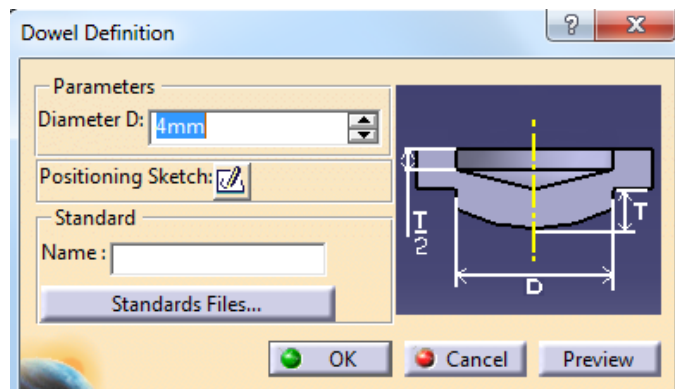 Dowel Definition
?
Parameters
Diameter D: 4mm
Positioning Sketch:
Standard
Name :
Standards Files...
T
2
T
D
OK
Cancel
Preview